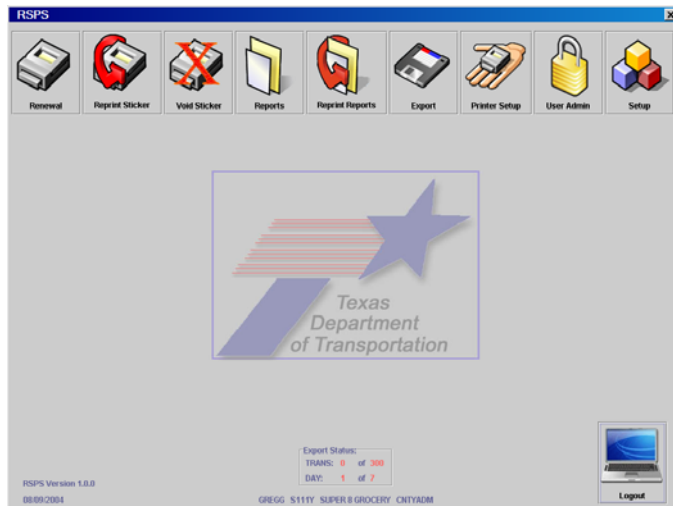 RSPS
Renewal
Reprint Sticker
Void Sticker
Reports
Reprint Reports
Export
Printer Setup
User Admin
Setup
Texas
Department
of Transportation
Export Status:
TRANS: 0 of 300
DAY: 1 of 7
RSPS Version 1.0.0
08/09/2004
GREGG S111Y SUPER 8 GROCERY CNTYADM
Logout